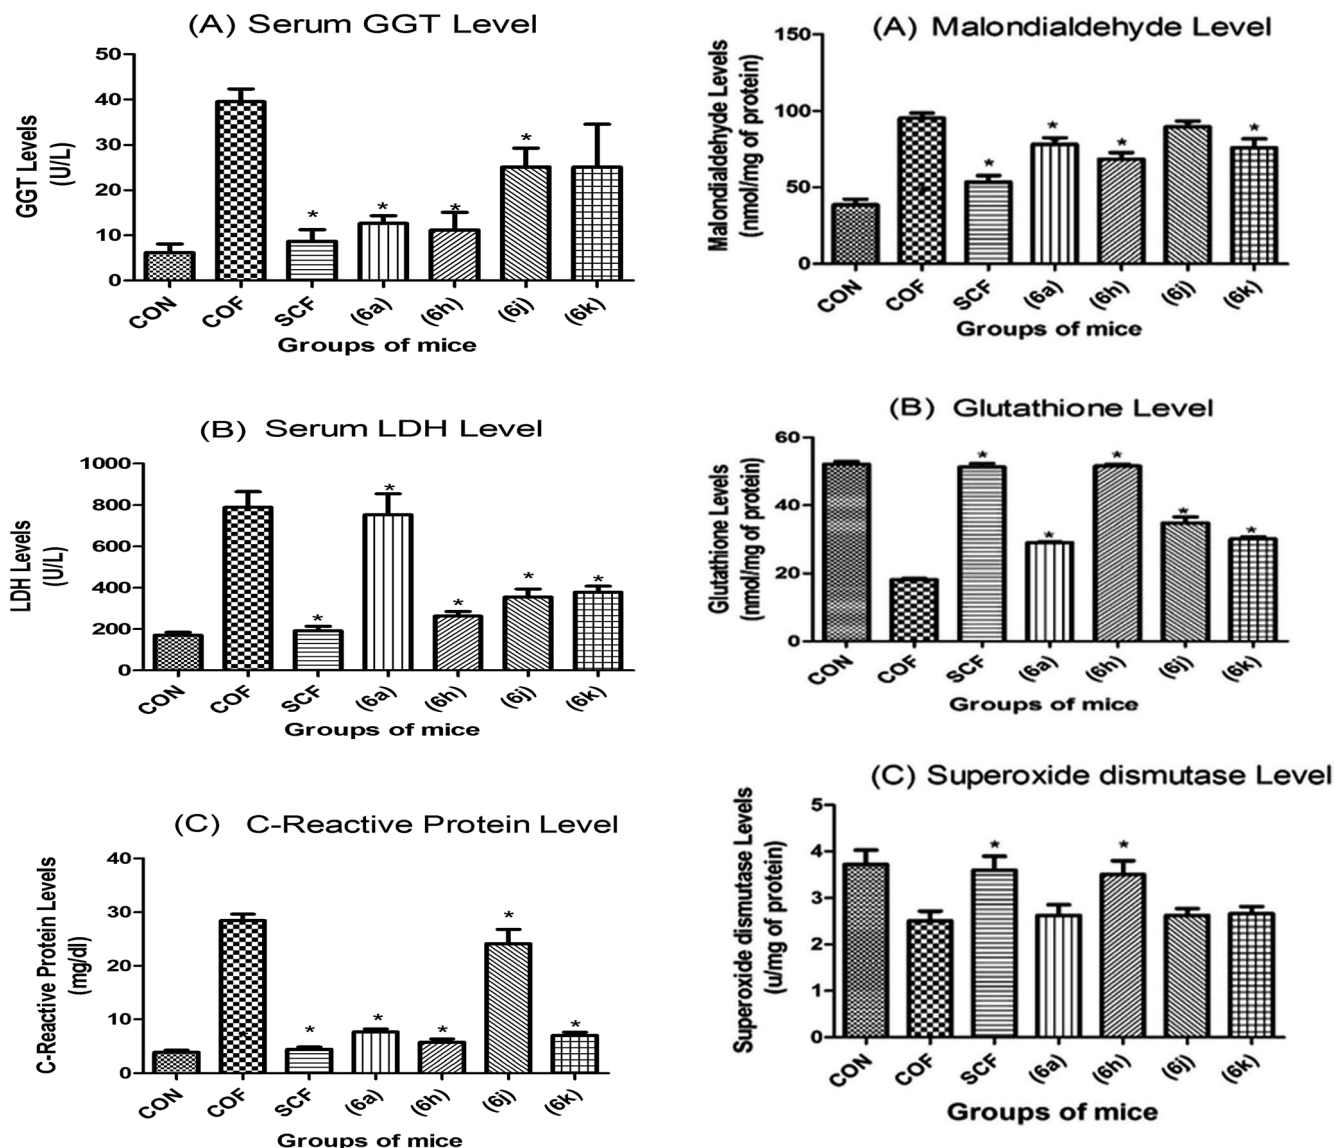 (A) Serum GGT Level
GGT Levels
(U/L)
50
40
30
20
10
0
* * * *
CON COF SCF (6a) (6h) (6j) (6k)
Groups of mice
(B) Serum LDH Level
LDH Levels
(U/L)
1000
800
600
400
200
0
* * * * *
CON COF SCF (6a) (6h) (6j) (6k)
Groups of mice
(C) C-Reactive Protein Level
C-Reactive Protein Levels
(mg/dl)
40
30
20
10
0
* * * * *
CON COF SCF (6a) (6h) (6j) (6k)
Groups of mice
(A) Malondialdehyde Level
Malondialdehyde Levels
(nmol/mg of protein)
150
100
50
0
* * * *
CON COF SCF (6a) (6h) (6j) (6k)
Groups of mice
(B) Glutathione Level
Glutathione Levels
(nmol/mg of protein)
60
40
20
0
* * * * *
CON COF SCF (6a) (6h) (6j) (6k)
Groups of mice
(C) Superoxide dismutase Level
Superoxide dismutase Levels
(u/mg of protein)
5
4
3
2
1
0
* *
CON COF SCF (6a) (6h) (6j) (6k)
Groups of mice